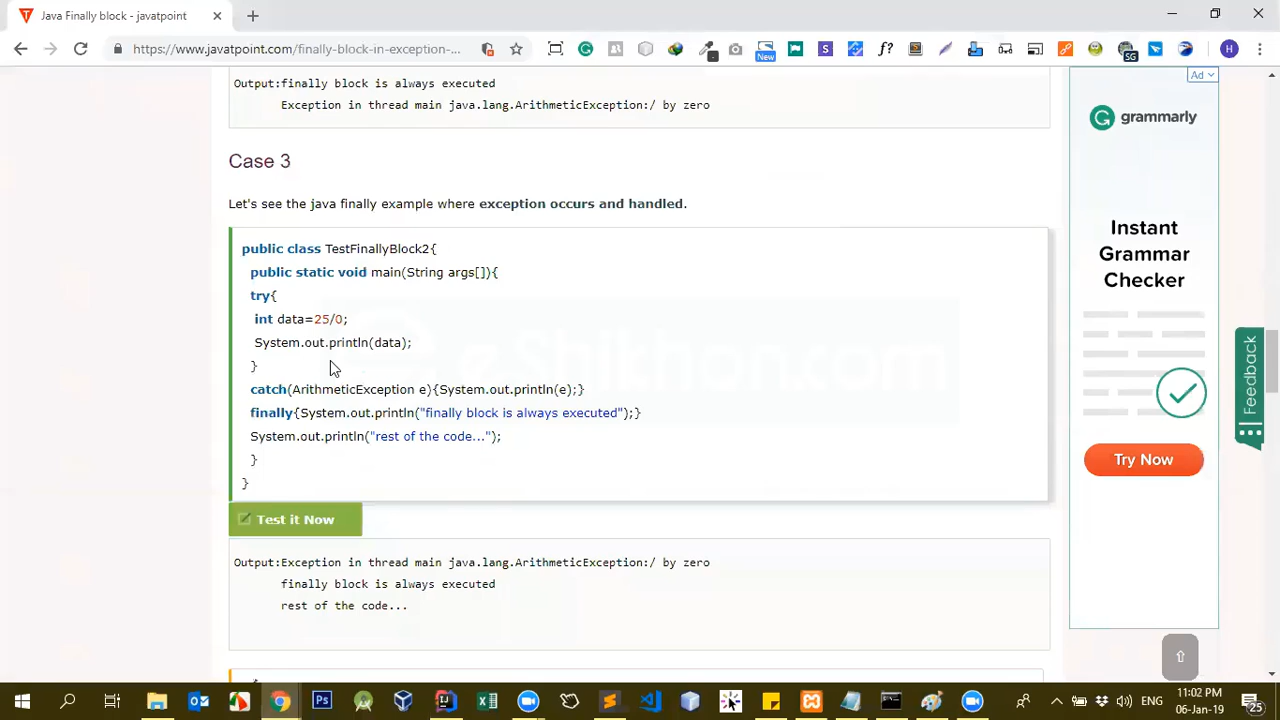 Java Finally block - javatpoint
https://www.javatpoint.com/finally-block-in-exception-...
New
SG
H
Output:finally block is always executed
Exception in thread main java.lang.ArithmeticException:/ by zero
Case 3
Let's see the java finally example where exception occurs and handled.
public class TestFinallyBlock2{
public static void main(String args[]){
try{
int data=25/0;
System.out.println(data);
}
catch(ArithmeticException e){System.out.println(e);}
finally{System.out.println("finally block is always executed");}
System.out.println("rest of the code...");
}
}
eShikhon.com
Test it Now
Output:Exception in thread main java.lang.ArithmeticException:/ by zero
finally block is always executed
rest of the code...
Ad
grammarly
Instant
Grammar
Checker
Try Now
Feedback
ENG
11:02 PM
06-Jan-19
25